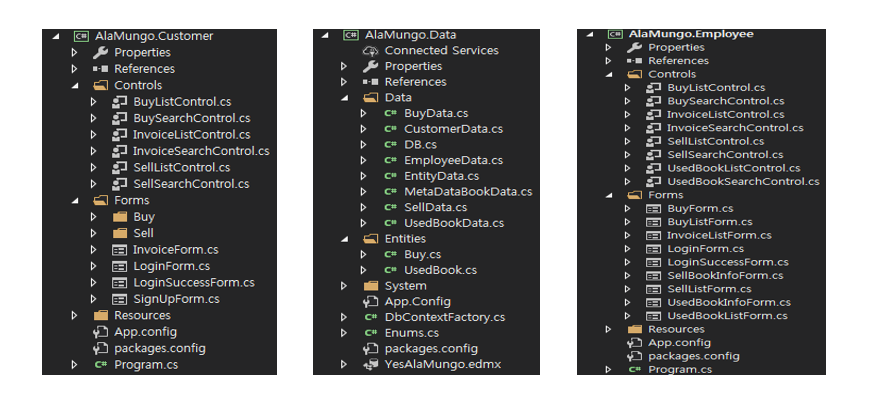 AlaMungo.Customer
Properties
References
Controls
BuyListControl.cs
BuySearchControl.cs
InvoiceListControl.cs
InvoiceSearchControl.cs
SellListControl.cs
SellSearchControl.cs
Forms
Buy
Sell
InvoiceForm.cs
LoginForm.cs
LoginSuccessForm.cs
SignUpForm.cs
Resources
App.config
packages.config
C# Program.cs
C# AlaMungo.Data
Connected Services
Properties
References
Data
C# BuyData.cs
C# CustomerData.cs
C# DB.cs
C# EmployeeData.cs
C# EntityData.cs
C# MetaDataBookData.cs
C# SellData.cs
C# UsedBookData.cs
Entities
C# Buy.cs
C# UsedBook.cs
System
App.Config
C# DbContextFactory.cs
C# Enums.cs
packages.config
YesAlaMungo.edmx
C# AlaMungo.Employee
Properties
References
Controls
BuyListControl.cs
BuySearchControl.cs
InvoiceListControl.cs
InvoiceSearchControl.cs
SellListControl.cs
SellSearchControl.cs
UsedBookListControl.cs
UsedBookSearchControl.cs
Forms
BuyForm.cs
BuyListForm.cs
InvoiceListForm.cs
LoginForm.cs
LoginSuccessForm.cs
SellBookInfoForm.cs
SellListForm.cs
UsedBookInfoForm.cs
UsedBookListForm.cs
Resources
App.config
packages.config
C# Program.cs